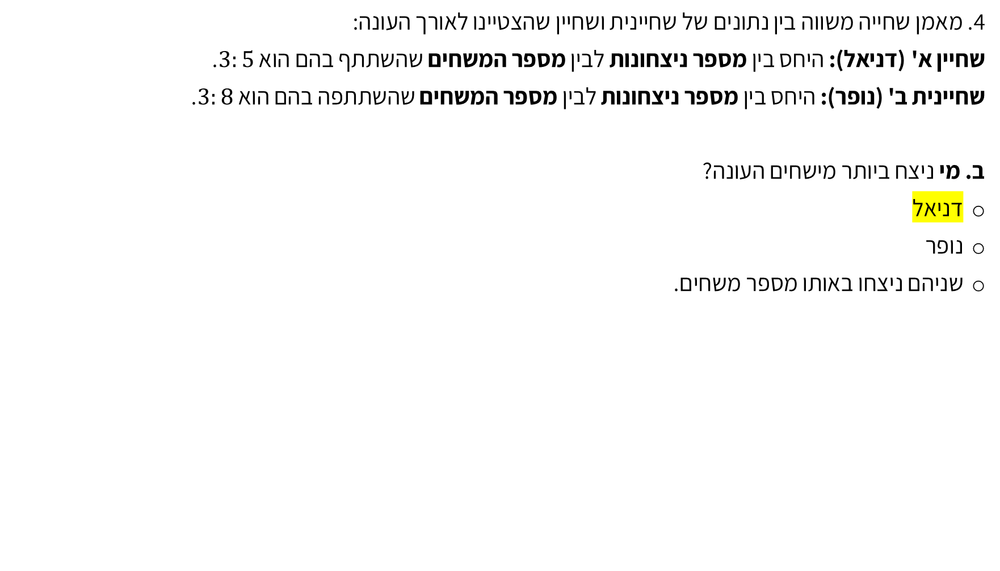 4. מאמן שחייה משווה בין נתונים של שחיינית ושחיין שהצטיינו לאורך העונה:
שחיין א' (דניאל): היחס בין מספר ניצחונות לבין מספר המשחים שהשתתף בהם הוא 3: 5.
שחיינית ב' (נופר): היחס בין מספר ניצחונות לבין מספר המשחים שהשתתפה בהם הוא 3: 8.
ב. מי ניצח ביותר מישחים העונה?
○ דניאל
○ נופר
○ שניהם ניצחו באותו מספר משחים.